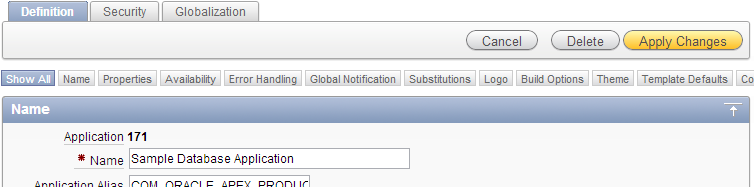 Definition Security Globalization
Cancel Delete Apply Changes
Show All Name Properties Availability Error Handling Global Notification Substitutions Logo Build Options Theme Template Defaults Co
Name
Application 171
* Name Sample Database Application
Application Alias COM_ORACLE_APEX_PRODUC